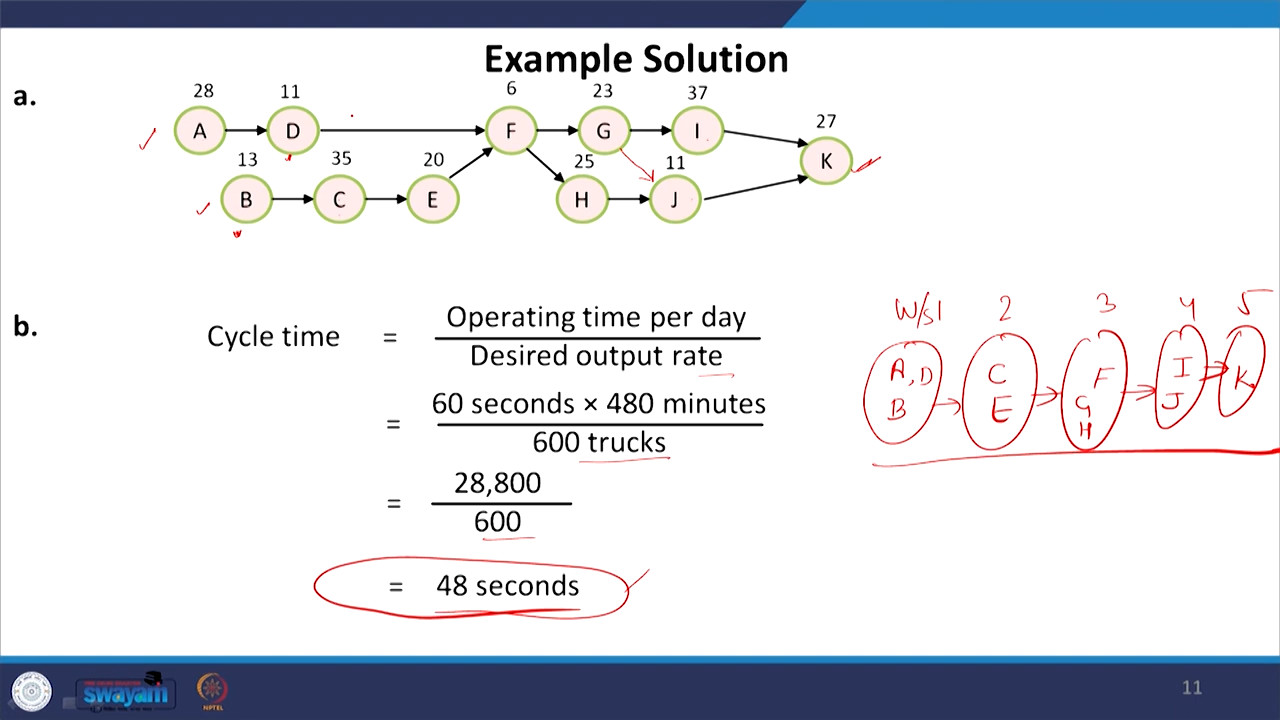 Example Solution
a.
28 11 6 23 37
A D F G I
27
K
13 35 20 25 11
B C E H J
b.
Cycle time = Operating time per day
Desired output rate
= 60 seconds × 480 minutes
600 trucks
= 28,800
600
= 48 seconds
W/s1 2 3 4 5
A, D
B
C
E
F
G
H
I
J
K
swayam
NPTEL
11